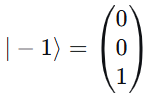 |−1⟩ = (0
0
1)